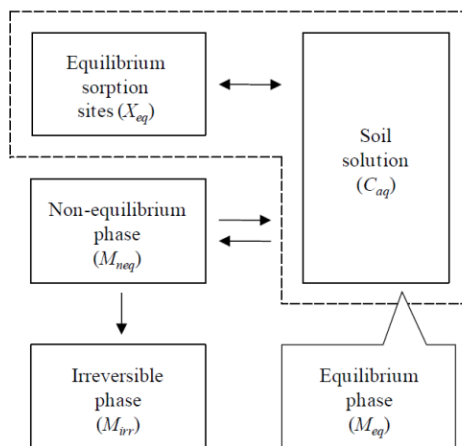 Equilibrium
sorption
sites (Xeq)
Soil
solution
(Caq)
Non-equilibrium
phase
(Mneq)
Irreversible
phase
(Mirr)
Equilibrium
phase
(Meq)